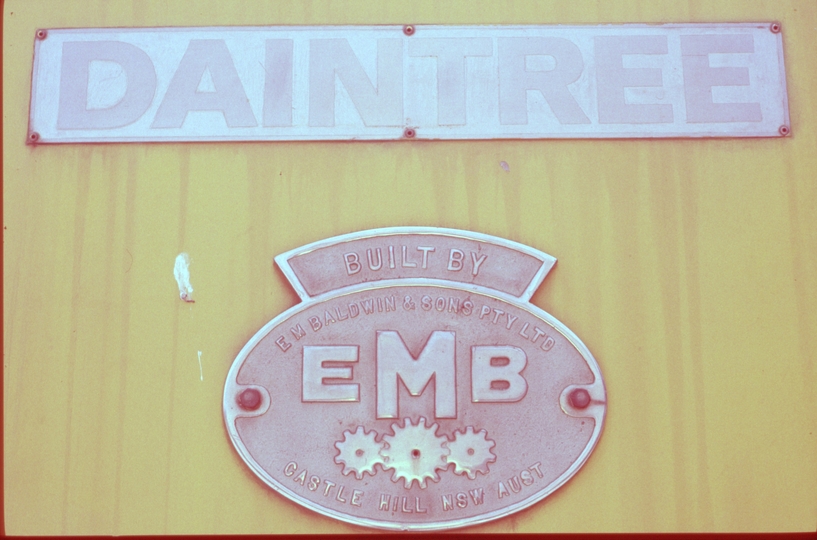 DAINTREE
BUILT BY
E M BALDWIN & SONS PTY LTD
EMB
CASTLE HILL NSW AUST